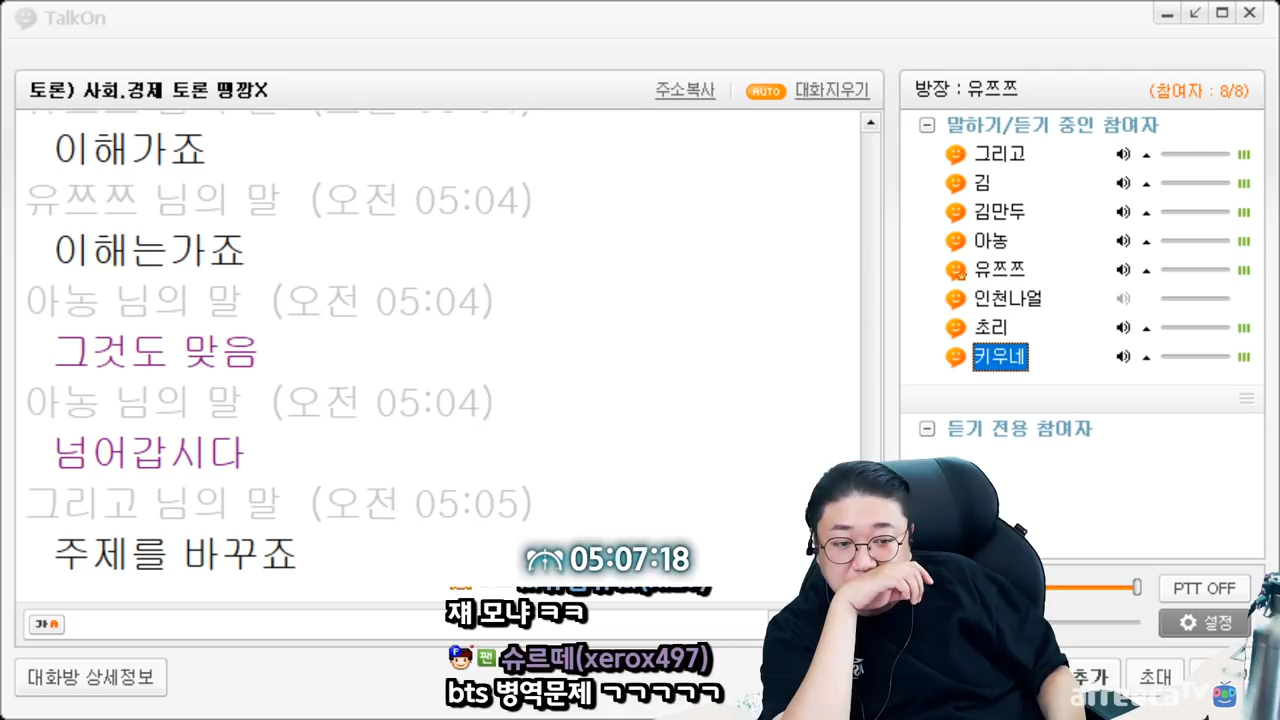 TalkOn
토론) 사회.경제 토론 땡깡X
주소복사
AUTO
대화지우기
이해가죠
유쯔쯔 님의 말 (오전 05:04)
이해는가죠
아농 님의 말 (오전 05:04)
그것도 맞음
아농 님의 말 (오전 05:04)
넘어갑시다
그리고 님의 말 (오전 05:05)
주제를 바꾸죠
05:07:18
쟤 모냐 ㅋㅋ
F 팬 슈르떼(xerox497)
bts 병역문제 ㄱㄱㄱㄱㄱ
가A
대화방 상세정보
방장 : 유쯔쯔
(참여자 : 8/8)
말하기/듣기 중인 참여자
그리고
김
김만두
아농
유쯔쯔
인천나얼
초리
키우네
듣기 전용 참여자
PTT OFF
설정
추가
초대
afreecaTV